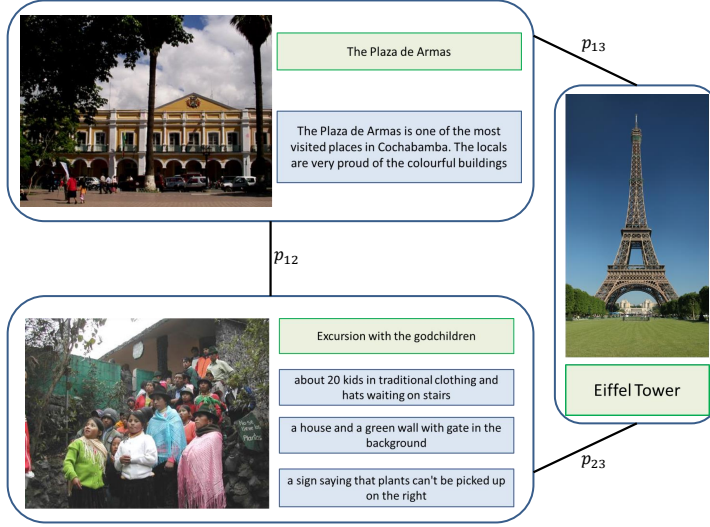 The Plaza de Armas
The Plaza de Armas is one of the most
visited places in Cochabamba. The locals
are very proud of the colourful buildings
p13
p12
Excursion with the godchildren
about 20 kids in traditional clothing and
hats waiting on stairs
a house and a green wall with gate in the
background
a sign saying that plants can't be picked up
on the right
Eiffel Tower
p23